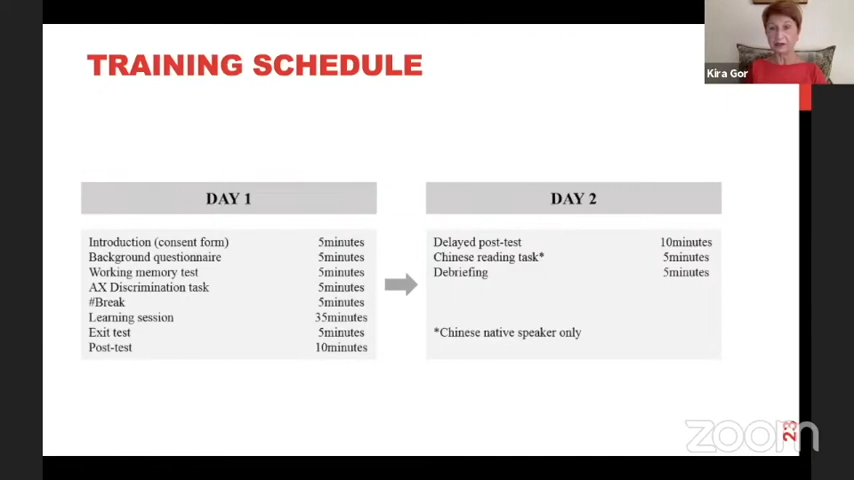 TRAINING SCHEDULE
Kira Gor
DAY 1
Introduction (consent form) 5minutes
Background questionnaire 5minutes
Working memory test 5minutes
AX Discrimination task 5minutes
#Break 5minutes
Learning session 35minutes
Exit test 5minutes
Post-test 10minutes
DAY 2
Delayed post-test 10minutes
Chinese reading task* 5minutes
Debriefing 5minutes
*Chinese native speaker only
23
zoom